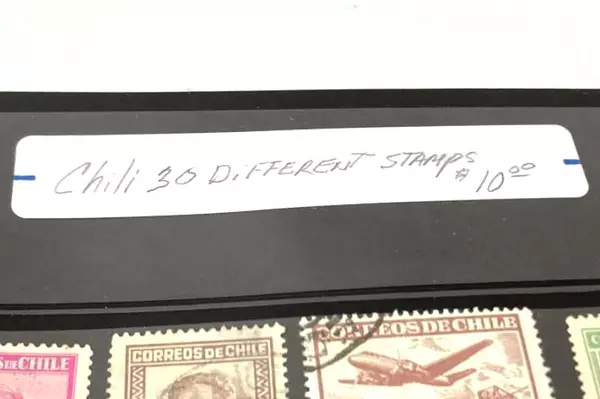 Chili 30 DiFFERENT STAMPS
$10.00
CORREOS DE CHILE
CORREOS DE CHILE
S DE CHILE